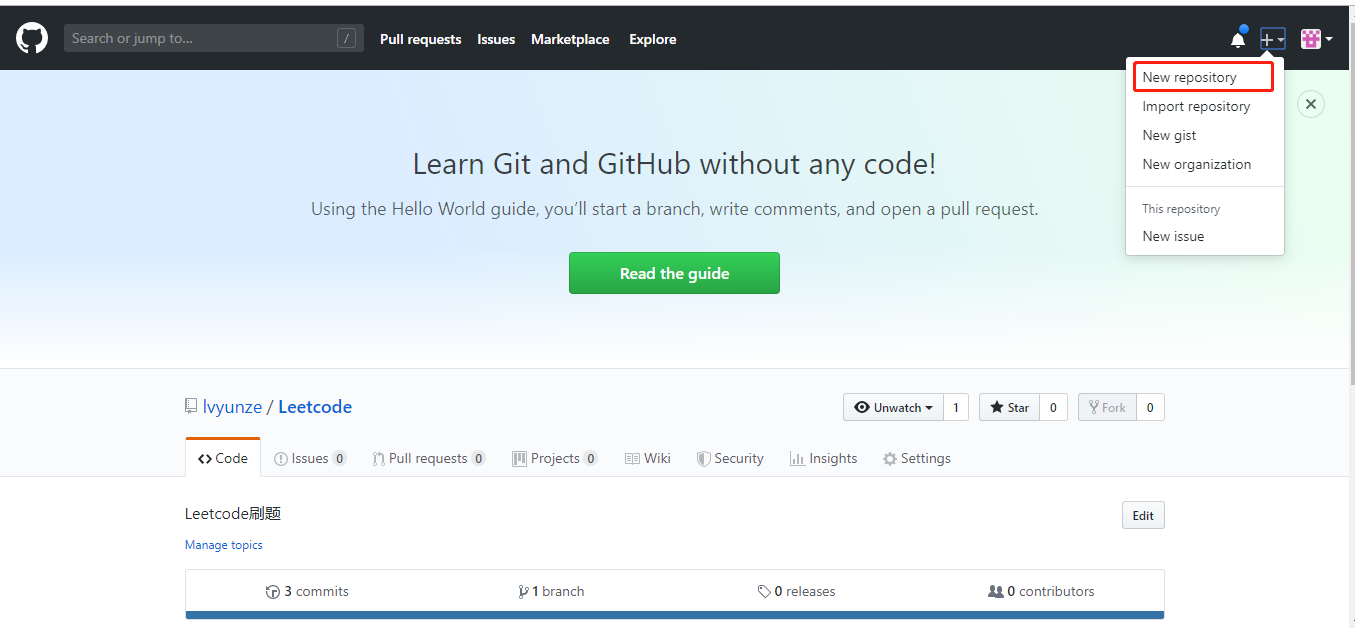 Search or jump to... / Pull requests Issues Marketplace Explore
New repository
Import repository
New gist
New organization
This repository
New issue
Learn Git and GitHub without any code!
Using the Hello World guide, you’ll start a branch, write comments, and open a pull request.
Read the guide
lvyunze / Leetcode Unwatch 1 Star 0 Fork 0
Code Issues 0 Pull requests 0 Projects 0 Wiki Security Insights Settings
Leetcode刷题 Edit
Manage topics
3 commits 1 branch 0 releases 0 contributors